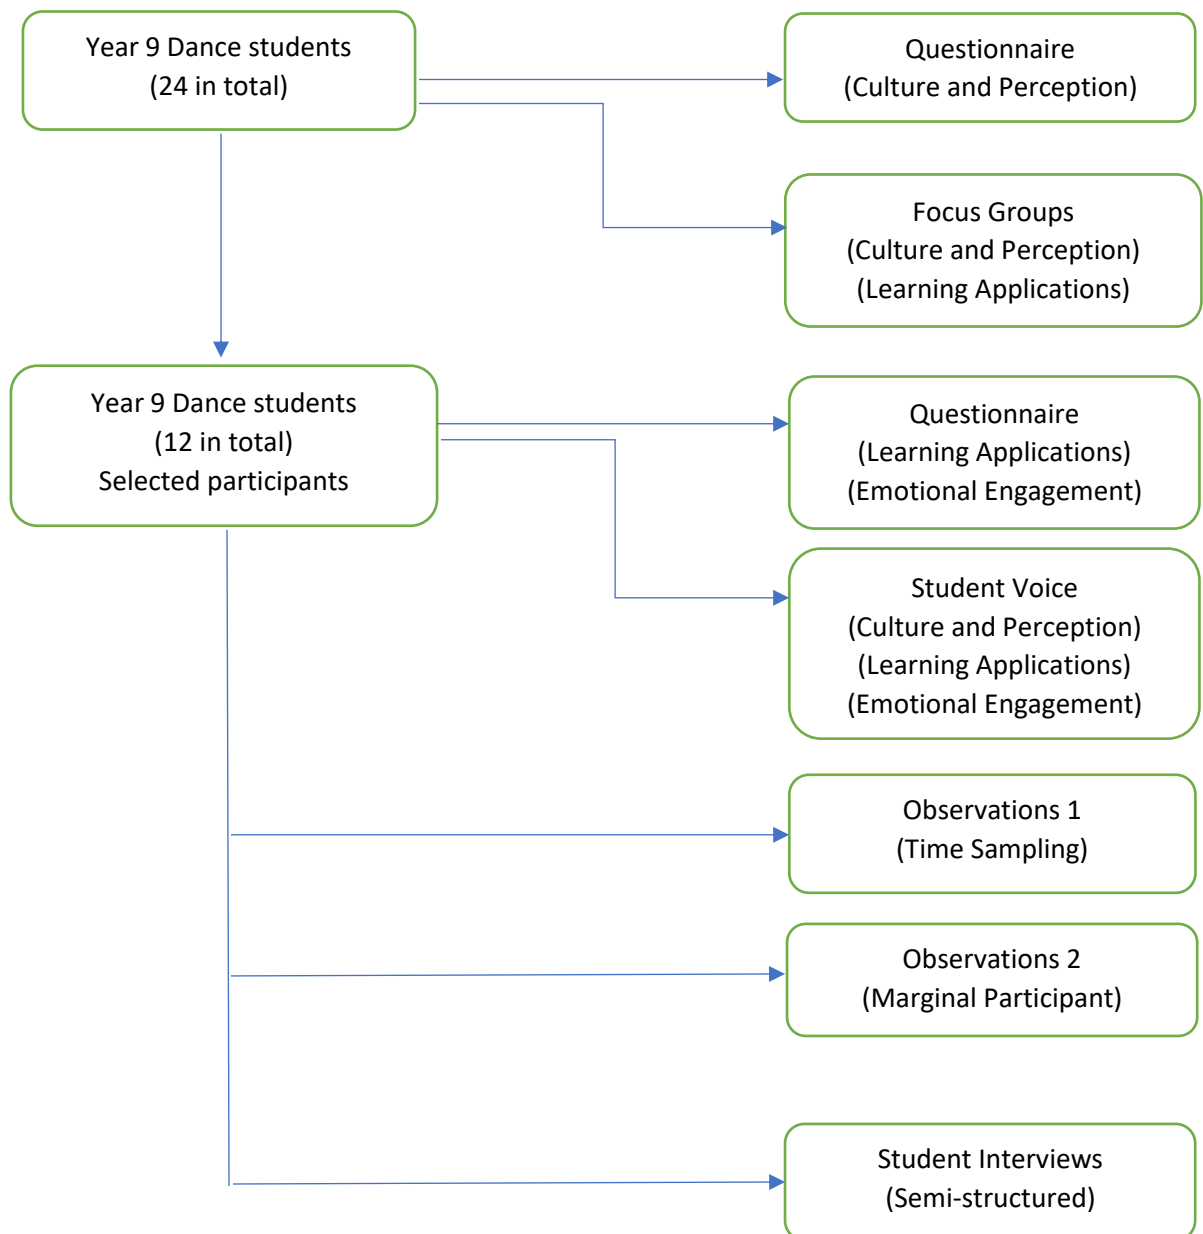 Year 9 Dance students
(24 in total)
Questionnaire
(Culture and Perception)
Focus Groups
(Culture and Perception)
(Learning Applications)
Year 9 Dance students
(12 in total)
Selected participants
Questionnaire
(Learning Applications)
(Emotional Engagement)
Student Voice
(Culture and Perception)
(Learning Applications)
(Emotional Engagement)
Observations 1
(Time Sampling)
Observations 2
(Marginal Participant)
Student Interviews
(Semi-structured)